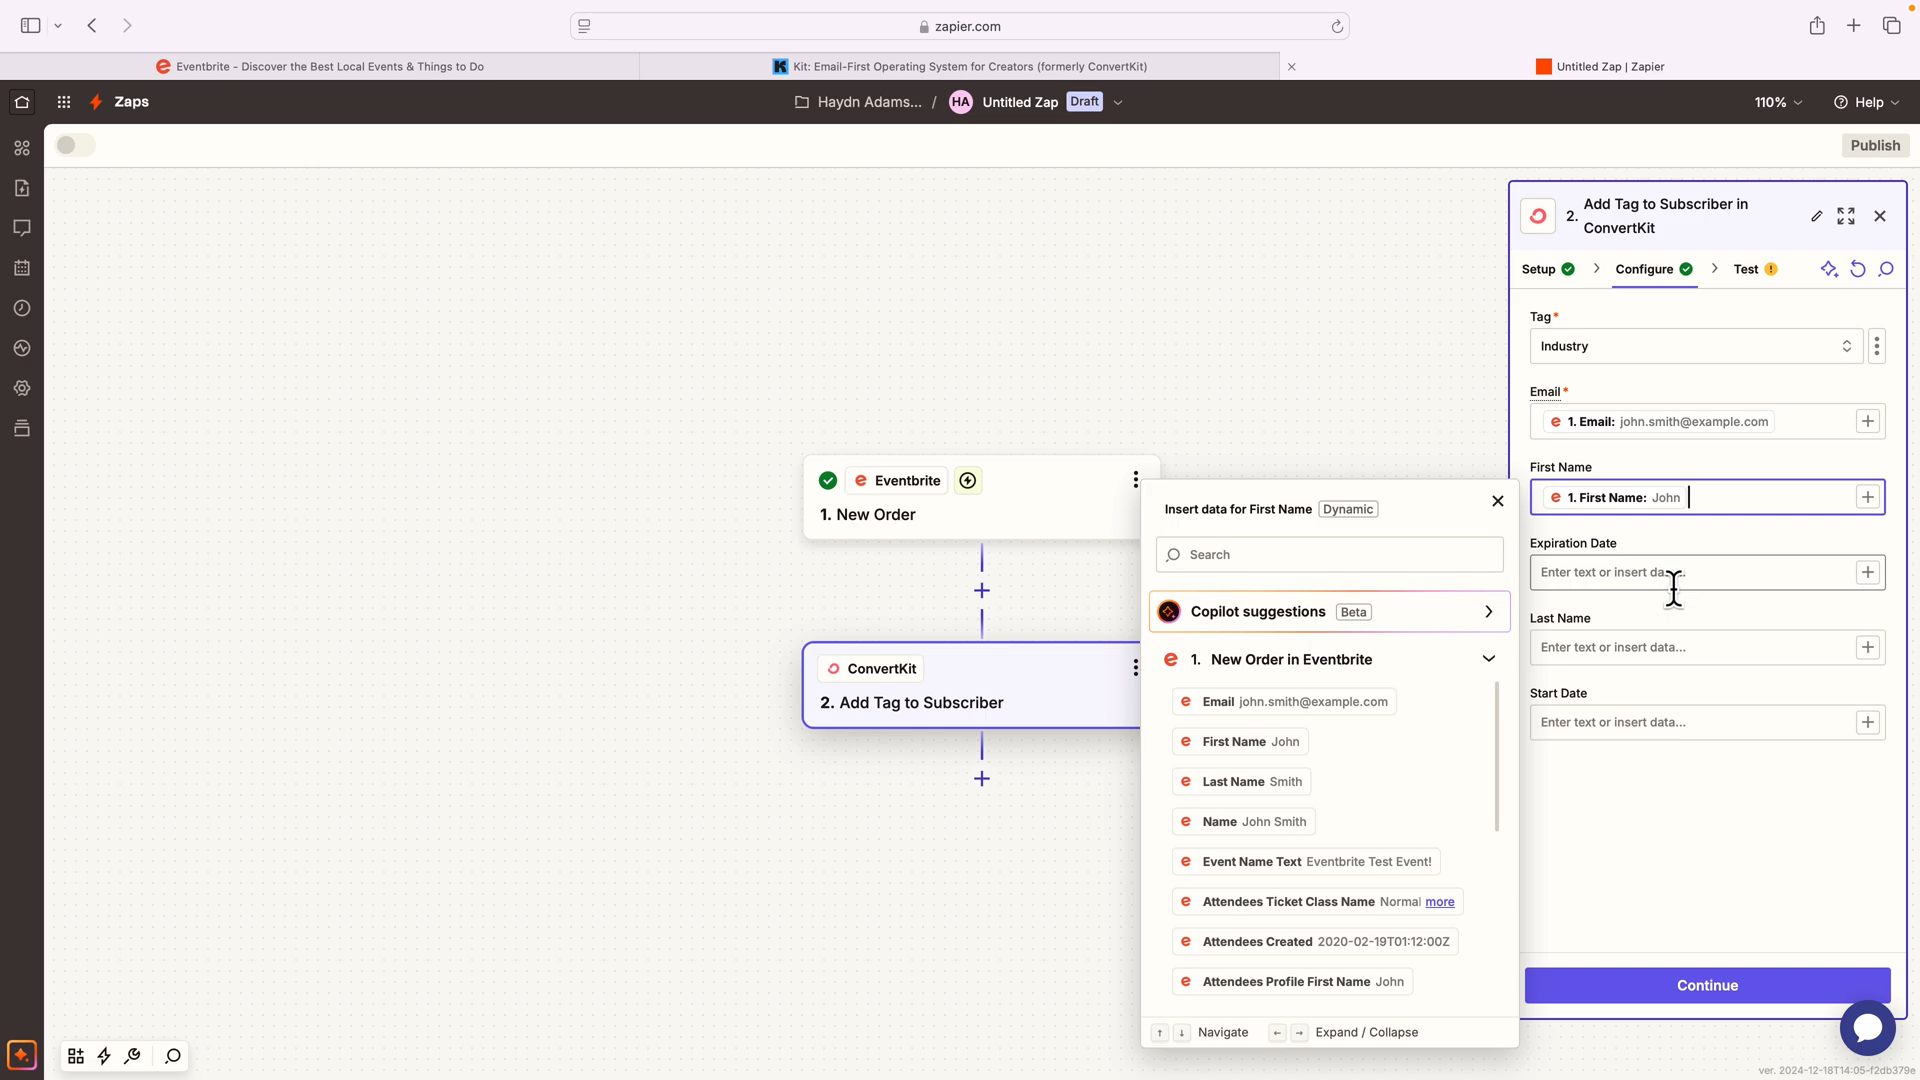 zapier.com
Eventbrite - Discover the Best Local Events & Things to Do
Kit: Email-First Operating System for Creators (formerly ConvertKit)
Untitled Zap | Zapier
Zaps
Haydn Adams... / HA Untitled Zap Draft
110%
Help
Publish
2. Add Tag to Subscriber in
ConvertKit
Setup
Configure
Test
Tag*
Industry
Email*
1. Email: john.smith@example.com
First Name
1. First Name: John
Expiration Date
Enter text or insert da...
Last Name
Enter text or insert data...
Start Date
Enter text or insert data...
Continue
Eventbrite
1. New Order
ConvertKit
2. Add Tag to Subscriber
Insert data for First Name Dynamic
Search
Copilot suggestions Beta
1. New Order in Eventbrite
Email john.smith@example.com
First Name John
Last Name Smith
Name John Smith
Event Name Text Eventbrite Test Event!
Attendees Ticket Class Name Normal more
Attendees Created 2020-02-19T01:12:00Z
Attendees Profile First Name John
↑ ↓ Navigate ← → Expand / Collapse
ver. 2024-12-18T14:05-f2db379e